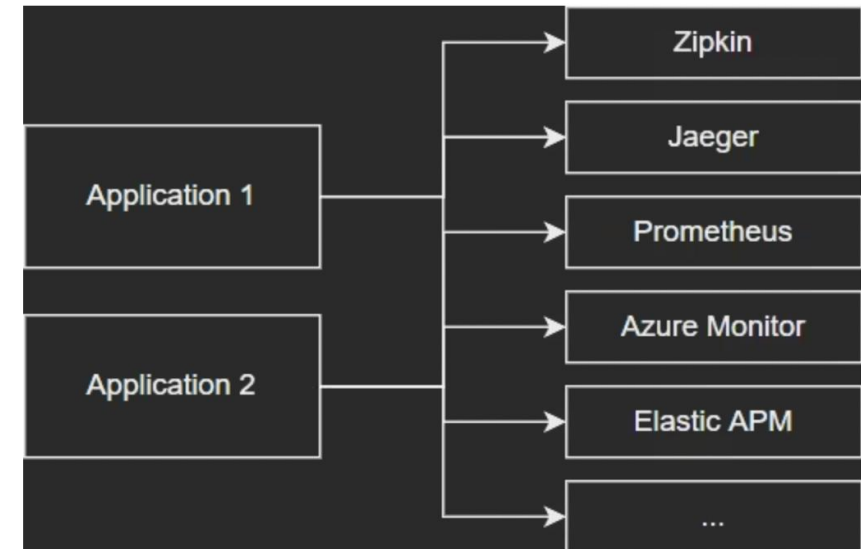 Zipkin
Jaeger
Application 1
Prometheus
Azure Monitor
Application 2
Elastic APM
...